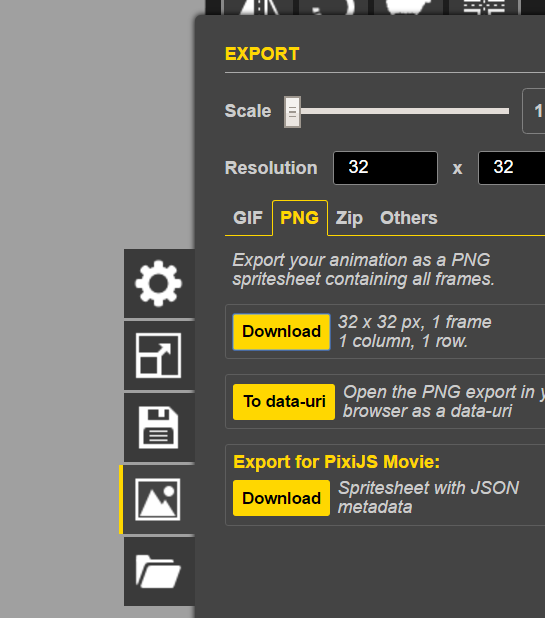 EXPORT
Scale 1
Resolution 32 x 32
GIF PNG Zip Others
Export your animation as a PNG
spritesheet containing all frames.
Download 32 x 32 px, 1 frame
1 column, 1 row.
To data-uri Open the PNG export in
browser as a data-uri
Export for PixiJS Movie:
Download Spritesheet with JSON
metadata